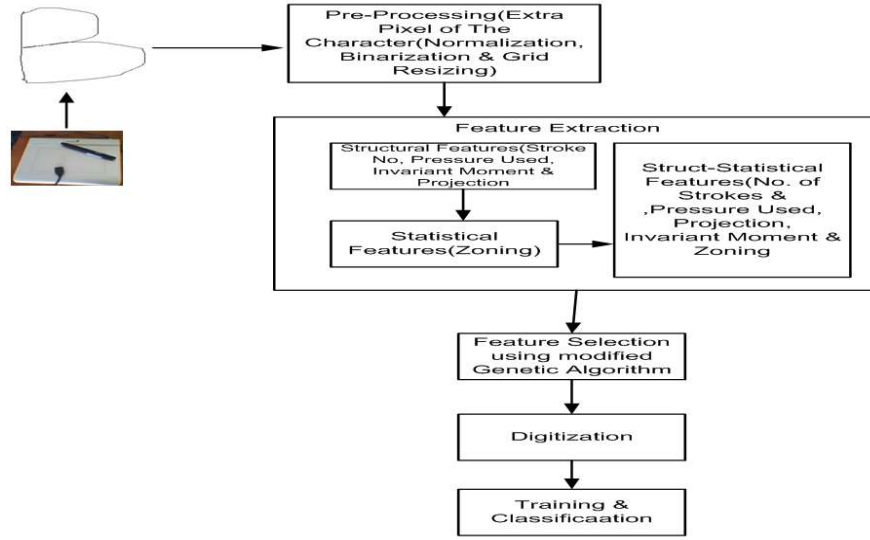 Pre-Processing(Extra
Pixel of The
Character(Normalization,
Binarization & Grid
Resizing)
Feature Extraction
Structural Features(Stroke
No, Pressure Used,
Invariant Moment &
Projection
Statistical
Features(Zoning)
Struct-Statistical
Features(No. of
Strokes &
,Pressure Used,
Projection,
Invariant Moment &
Zoning
Feature Selection
using modified
Genetic Algorithm
Digitization
Training &
Classificaation